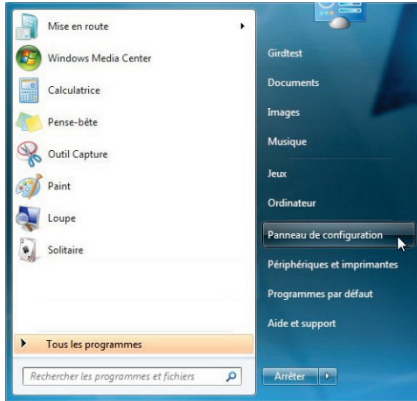 Mise en route
Windows Media Center
Calculatrice
Pense-bête
Outil Capture
Paint
Loupe
Solitaire
Tous les programmes
Rechercher les programmes et fichiers
Girdtest
Documents
Images
Musique
Jeux
Ordinateur
Panneau de configuration
Périphériques et imprimantes
Programmes par défaut
Aide et support
Arrêter